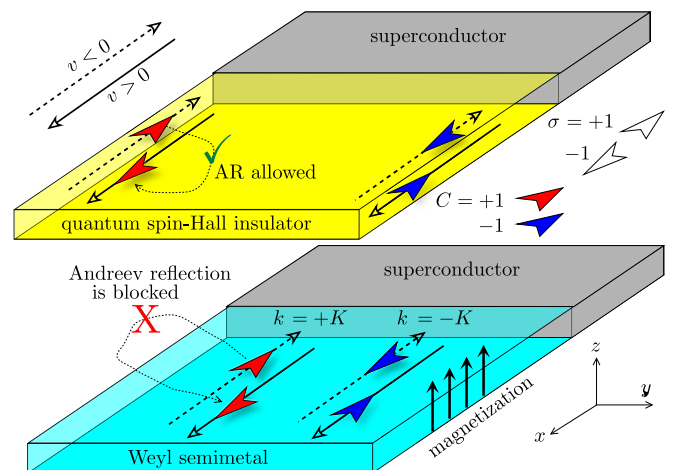 superconductor
v < 0
v > 0
σ = +1
−1
AR allowed
C = +1
−1
quantum spin-Hall insulator
Andreev reflection
is blocked
X
superconductor
k = +K
k = −K
magnetization
z
y
x
Weyl semimetal